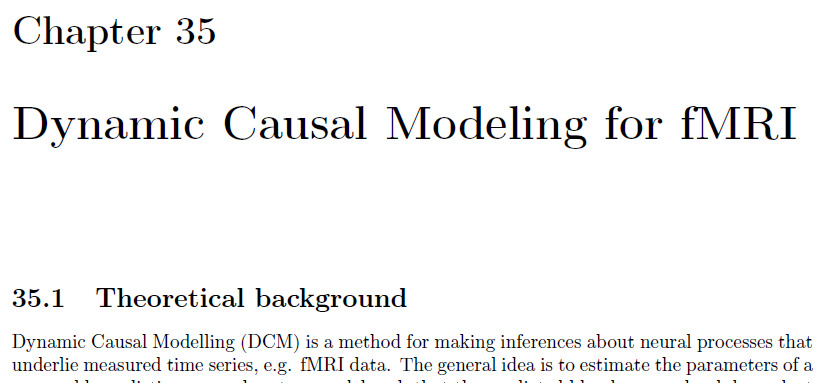 Chapter 35
Dynamic Causal Modeling for fMRI
35.1 Theoretical background
Dynamic Causal Modelling (DCM) is a method for making inferences about neural processes that
underlie measured time series, e.g. fMRI data. The general idea is to estimate the parameters of a